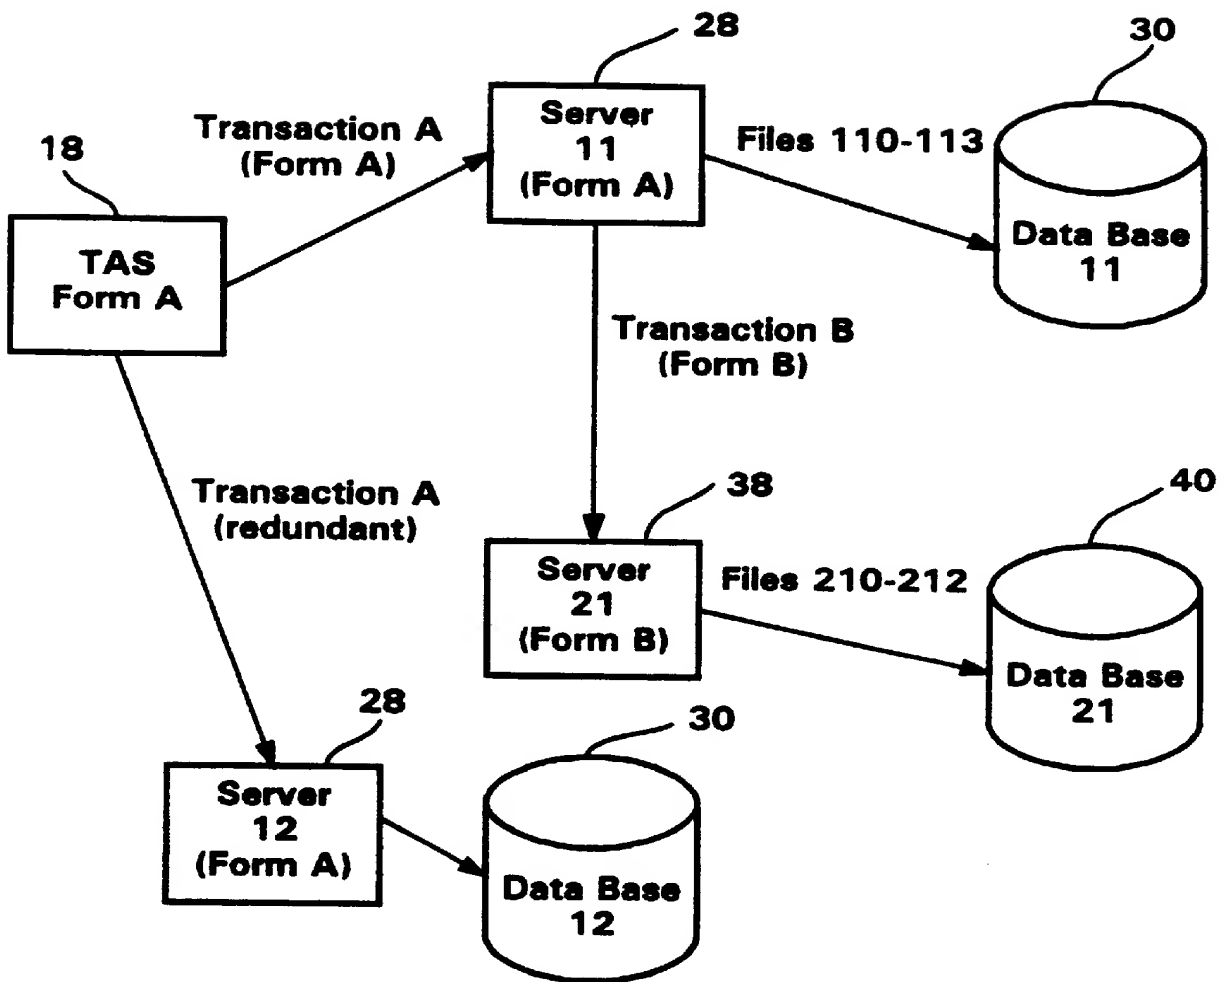 28
30
Server
11
(Form A)
Transaction A
(Form A)
Files 110-113
18
TAS
Form A
Data Base
11
Transaction B
(Form B)
Transaction A
(redundant)
38
40
Server
21
(Form B)
Files 210-212
Data Base
21
28
30
Server
12
(Form A)
Data Base
12